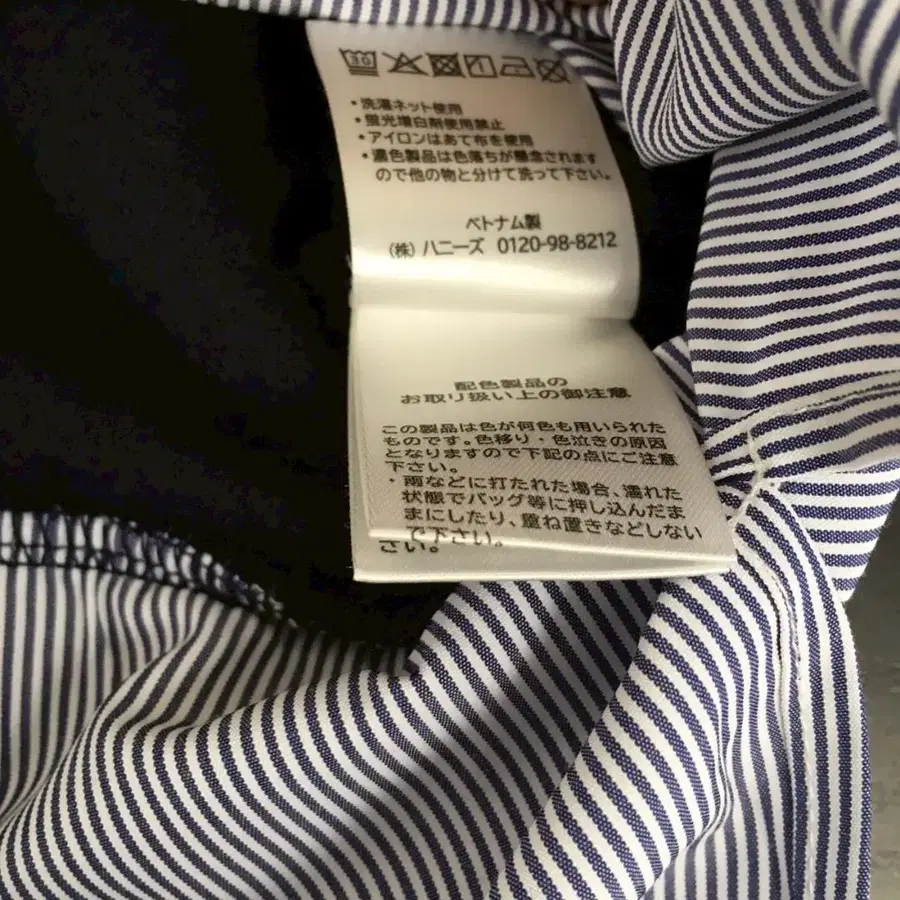 30
・洗濯ネット使用
・蛍光増白剤使用禁止
・アイロンはあて布を使用
・濃色製品は色落ちが懸念されます
ので他の物と分けて洗って下さい。
ベトナム製
(株) ハニーズ 0120-98-8212
配色製品の
お取り扱い上の御注意
この製品は色が何色も用いられた
ものです。色移り・色泣きの原因
となりますので下記の点にご注意
下さい。
・雨などに打たれた場合、濡れた
状態でバッグ等に押し込んだま
まにしたり、重ね置きなどしない
で下さい。
さい。